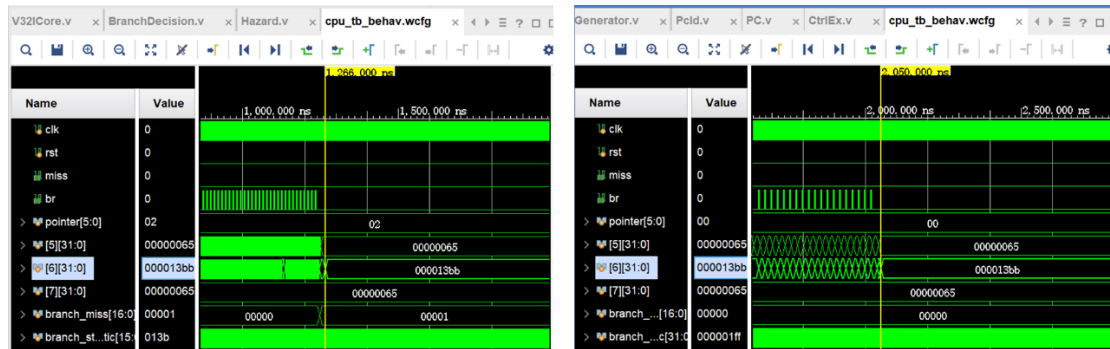 V32ICore.v × BranchDecision.v × Hazard.v × cpu_tb_behav.wcfg ×
1,266.000 ns
Name Value
1,000.000 ns 1,500.000 ns
clk 0
rst 0
miss 0
br 0
pointer[5:0] 02 02
[5][31:0] 00000065 00000065
[6][31:0] 000013bb 000013bb
[7][31:0] 00000065 00000065
branch_miss[16:0] 00001 00000 00001
branch_st...tic[15: 013b
Generator.v × PcId.v × PC.v × CtrlEx.v × cpu_tb_behav.wcfg ×
2,050.000 ns
Name Value
2,000.000 ns 2,500.000 ns
clk 0
rst 0
miss 0
br 0
pointer[5:0] 00 00
[5][31:0] 00000065 00000065
[6][31:0] 000013bb 000013bb
[7][31:0] 00000065 00000065
branch_...[16:0] 00000 00000
branch_...c[31:0 000001ff